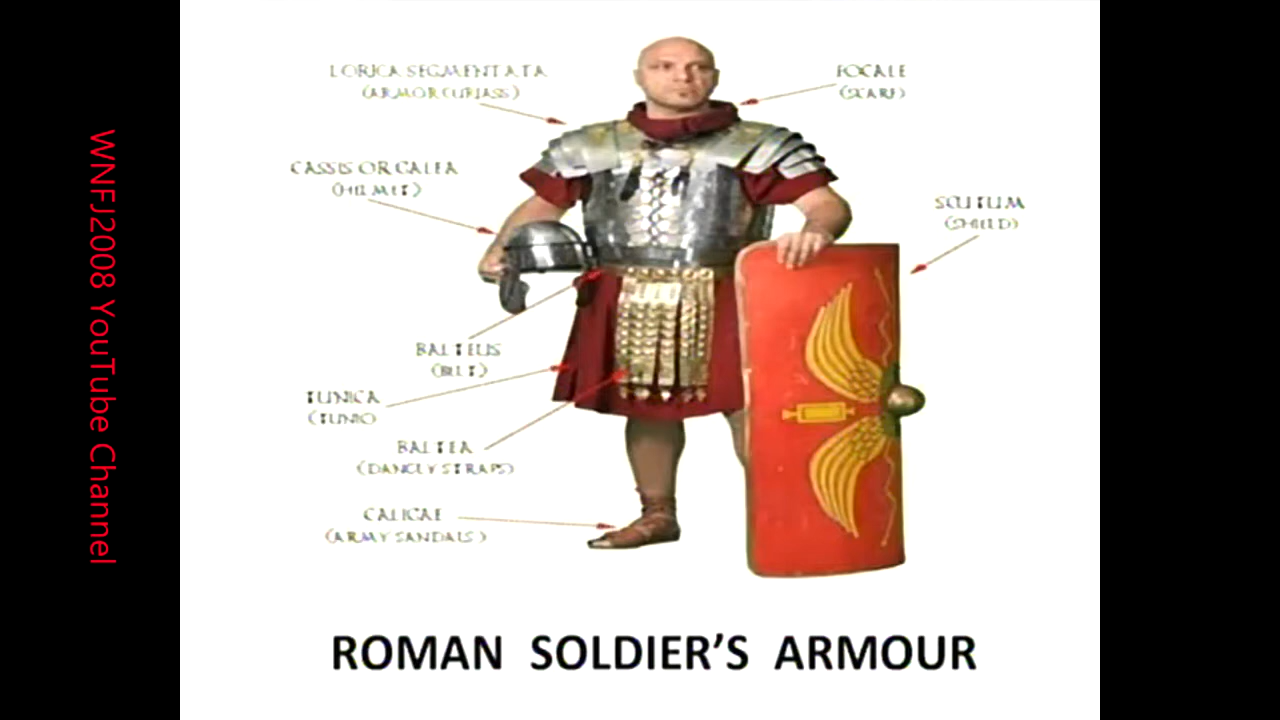 LORICA SEGMENTATA
(ARMOR CURIASS)
FOCALE
(SCARF)
CASSIS OR GALEA
(HELMET)
SCUTUM
(SHIELD)
BALTEUS
(BELT)
TUNICA
(TUNIC)
BALTEA
(DANGLY STRAPS)
CALIGAE
(ARMY SANDALS)
ROMAN SOLDIER'S ARMOUR
WNFJ2008 YouTube Channel